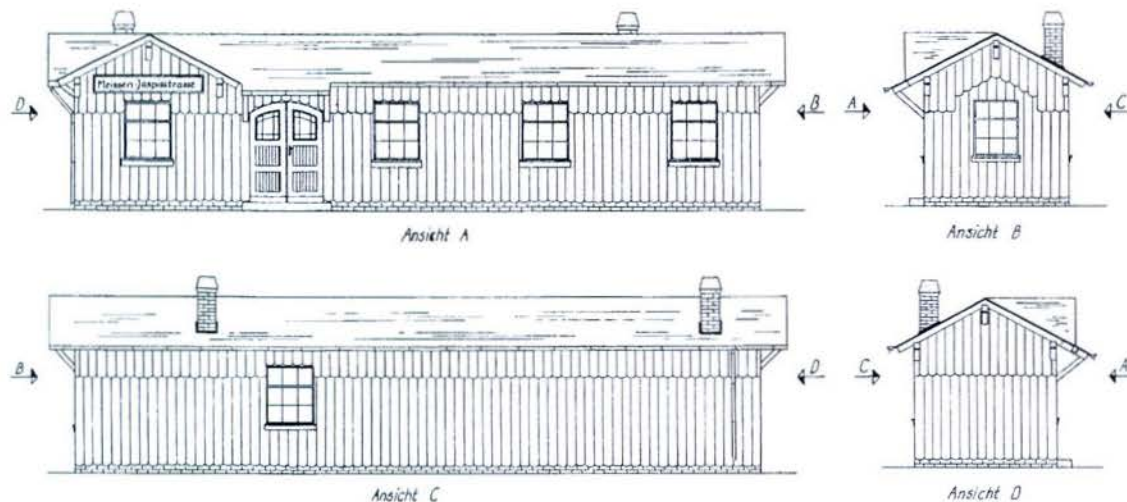 Meissen-Jaspisstrasse
D
B
A
C
Ansicht A
Ansicht B
B
D
C
A
Ansicht C
Ansicht D